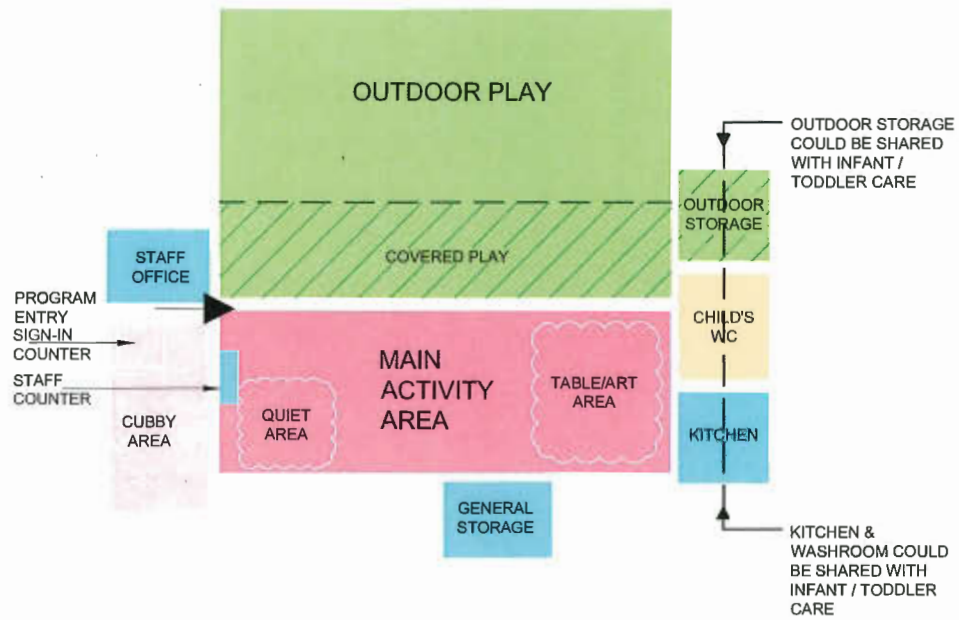 OUTDOOR PLAY
OUTDOOR STORAGE
COULD BE SHARED
WITH INFANT /
TODDLER CARE
OUTDOOR
STORAGE
COVERED PLAY
STAFF
OFFICE
PROGRAM
ENTRY
SIGN-IN
COUNTER
STAFF
COUNTER
CUBBY
AREA
MAIN
ACTIVITY
AREA
QUIET
AREA
TABLE/ART
AREA
CHILD'S
WC
KITCHEN
GENERAL
STORAGE
KITCHEN &
WASHROOM COULD
BE SHARED WITH
INFANT / TODDLER
CARE